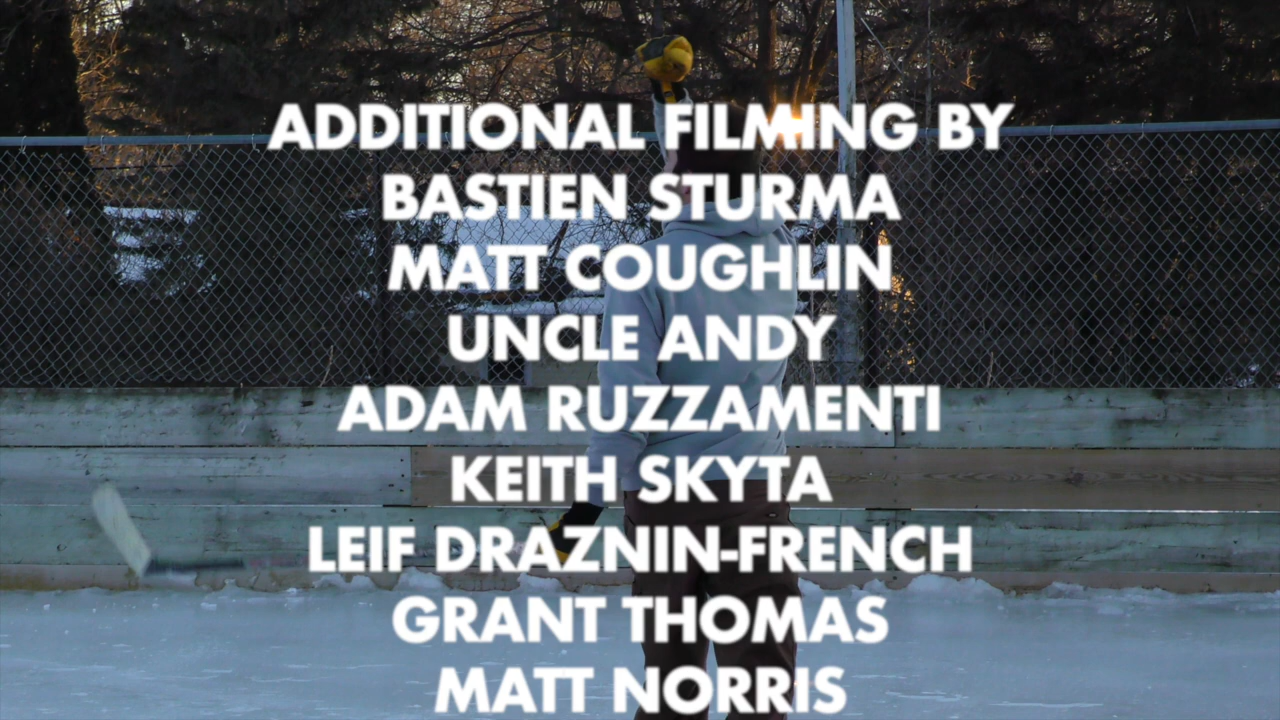 ADDITIONAL FILMING BY
BASTIEN STURMA
MATT COUGHLIN
UNCLE ANDY
ADAM RUZZAMENTI
KEITH SKYTA
LEIF DRAZNIN-FRENCH
GRANT THOMAS
MATT NORRIS